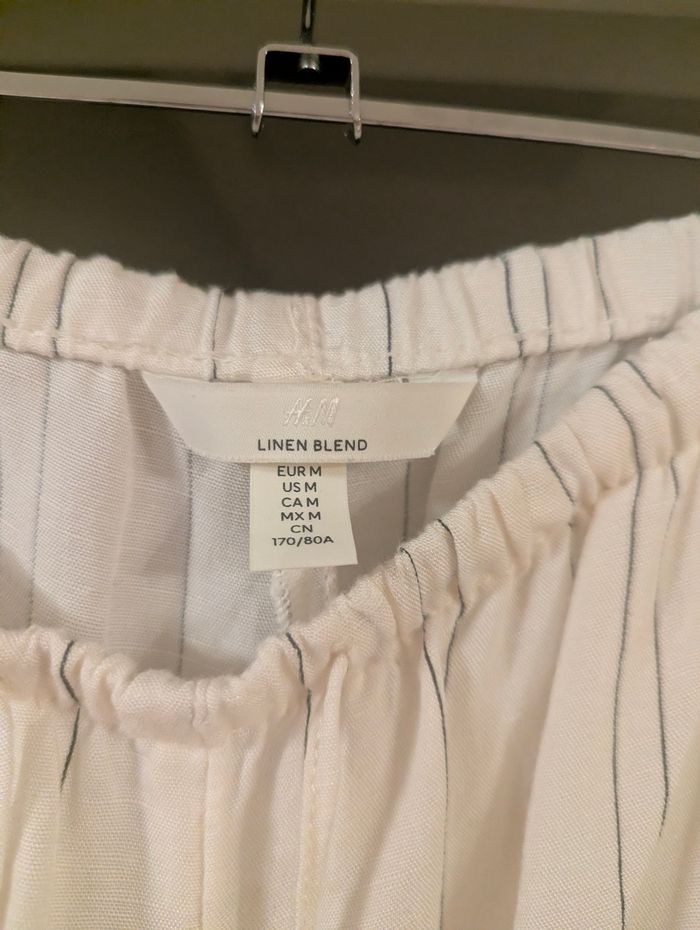 H&M
LINEN BLEND
EUR M
US M
CA M
MX M
CN
170/80A